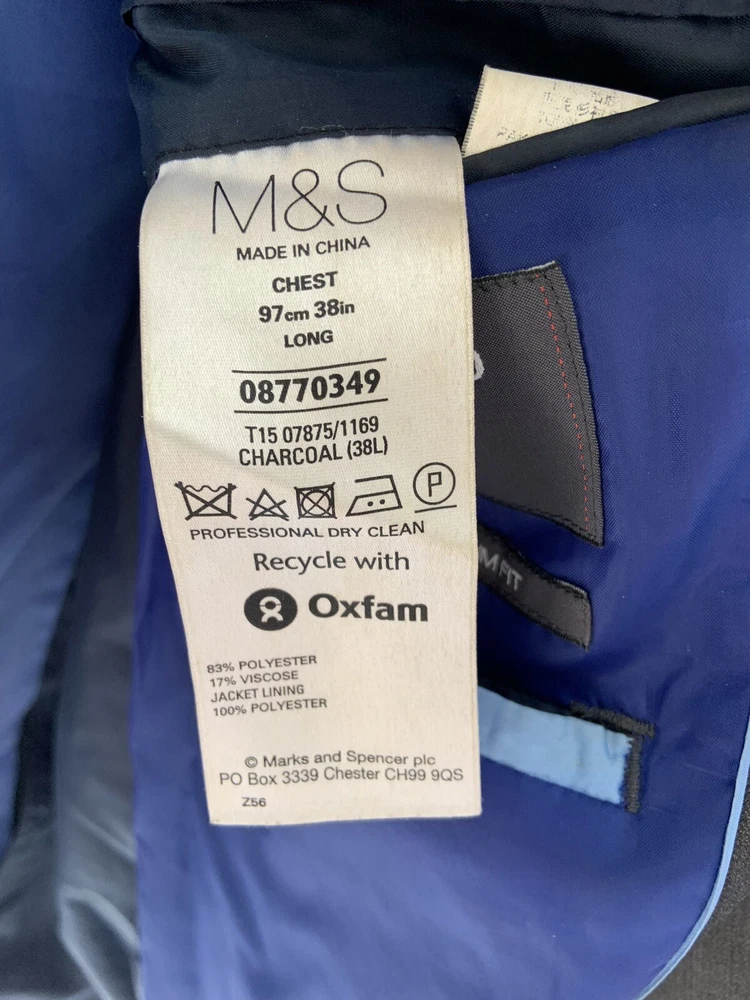 M&S
MADE IN CHINA
CHEST
97cm 38in
LONG
08770349
T15 07875/1169
CHARCOAL (38L)
P
PROFESSIONAL DRY CLEAN
Recycle with
Oxfam
83% POLYESTER
17% VISCOSE
JACKET LINING
100% POLYESTER
© Marks and Spencer plc
PO Box 3339 Chester CH99 9QS
Z56
FIT